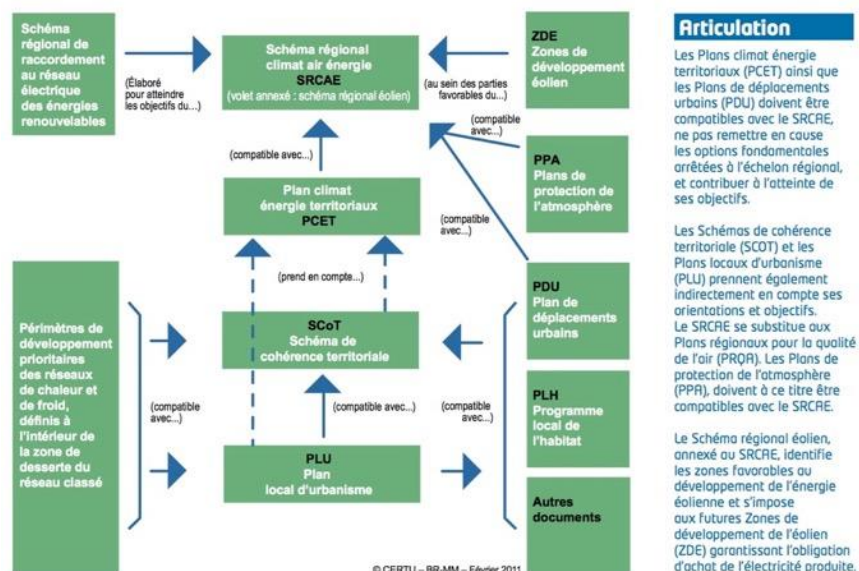 Schéma
régional de
raccordement
au réseau
électrique
des énergies
renouvelables
(Élaboré
pour atteindre
les objectifs du...)
Schéma régional
climat air énergie
SRCAE
(volet annexé : schéma régional éolien)
(au sein des parties
favorables du...)
ZDE
Zones de
développement
éolien
(compatible
avec...)
(compatible avec...)
PPA
Plans de
protection de
l'atmosphère
Plan climat
énergie territoriaux
PCET
(compatible
avec...)
(prend en compte...)
PDU
Plan de
déplacements
urbains
Périmètres de
développement
prioritaires
des réseaux
de chaleur et
de froid,
définis à
l'intérieur de
la zone de
desserte du
réseau classé
(compatible
avec...)
SCoT
Schéma de
cohérence territoriale
(compatible avec...)
(compatible
avec...)
PLH
Programme
local de
l'habitat
PLU
Plan
local d'urbanisme
Autres
documents
© CERTU – BR-MM – Février 2011
Articulation
Les Plans climat énergie
territoriaux (PCET) ainsi que
les Plans de déplacements
urbains (PDU) doivent être
compatibles avec le SRCAE,
ne pas remettre en cause
les options fondamentales
arrêtées à l'échelon régional,
et contribuer à l'atteinte de
ses objectifs.
Les Schémas de cohérence
territoriale (SCOT) et les
Plans locaux d'urbanisme
(PLU) prennent également
indirectement en compte ses
orientations et objectifs.
Le SRCAE se substitue aux
Plans régionaux pour la qualité
de l'air (PRQA). Les Plans de
protection de l'atmosphère
(PPA), doivent à ce titre être
compatibles avec le SRCAE.
Le Schéma régional éolien,
annexé au SRCAE, identifie
les zones favorables au
développement de l'énergie
éolienne et s'impose
aux futures Zones de
développement de l'éolien
(ZDE) garantissant l'obligation
d'achat de l'électricité produite.